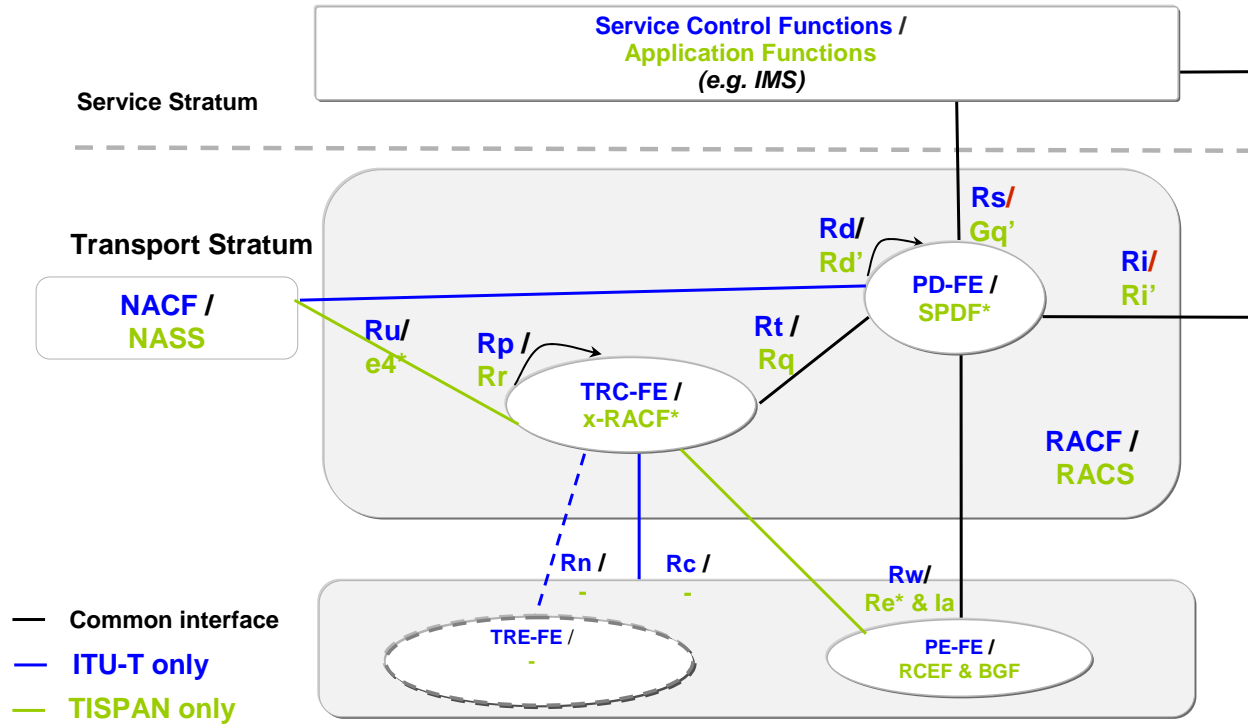 Service Control Functions /
Application Functions
(e.g. IMS)
Service Stratum
Transport Stratum
Rs/
Gq’
Rd/
Rd’
Ri/
Ri’
NACF /
NASS
PD-FE /
SPDF*
Ru/
e4*
Rp /
Rr
Rt /
Rq
TRC-FE /
x-RACF*
RACF /
RACS
Rn /
-
Rc /
-
Rw/
Re* & Ia
TRE-FE /
-
PE-FE /
RCEF & BGF
Common interface
ITU-T only
TISPAN only